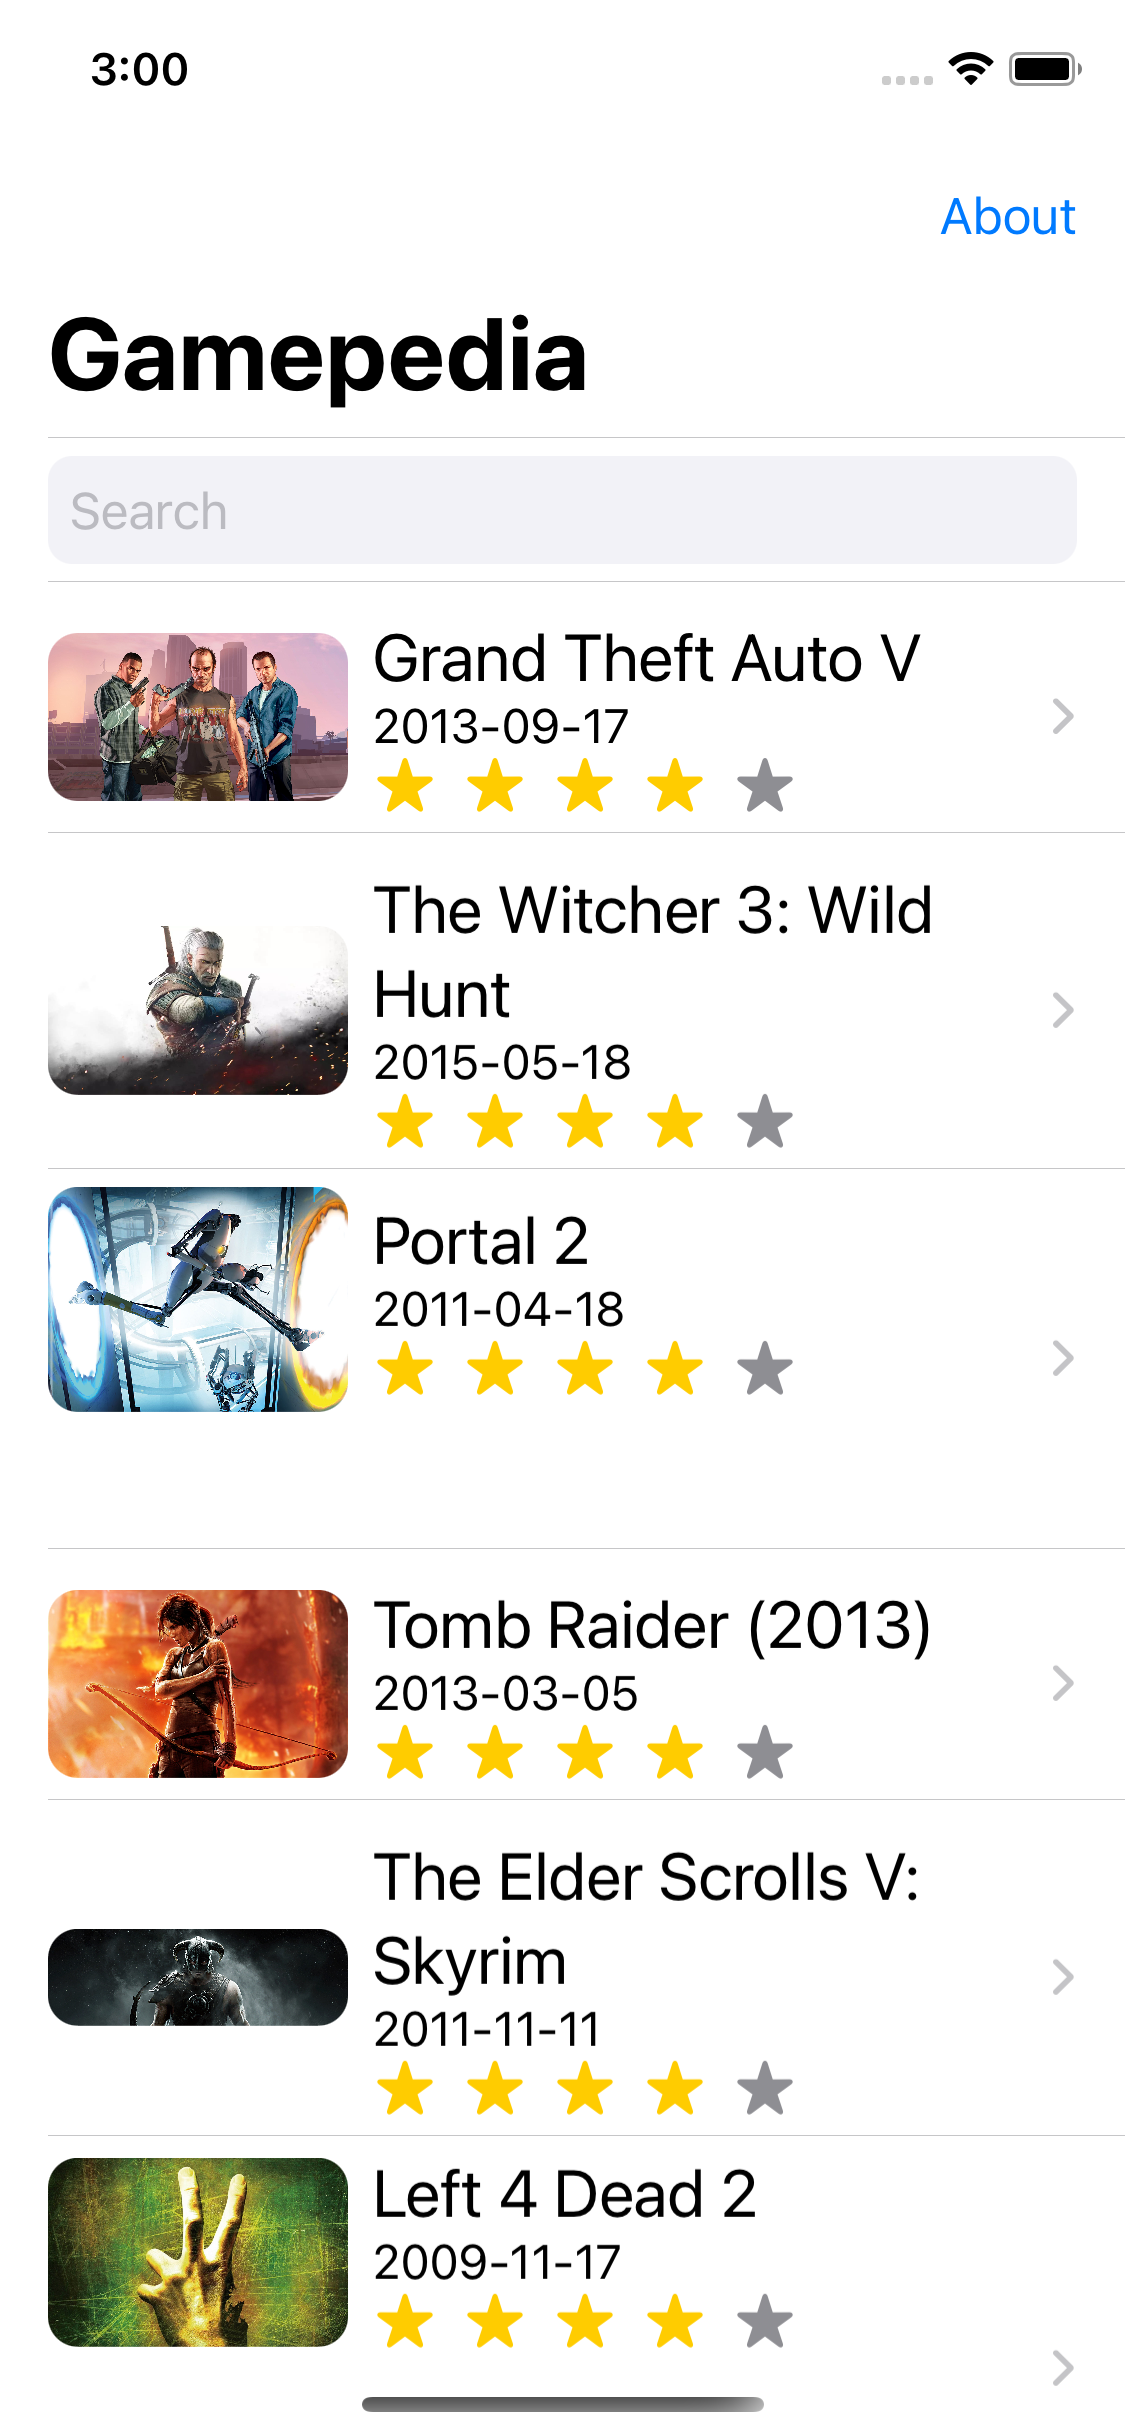 3:00
About
Gamepedia
Search
Grand Theft Auto V
2013-09-17
The Witcher 3: Wild
Hunt
2015-05-18
Portal 2
2011-04-18
Tomb Raider (2013)
2013-03-05
The Elder Scrolls V:
Skyrim
2011-11-11
Left 4 Dead 2
2009-11-17